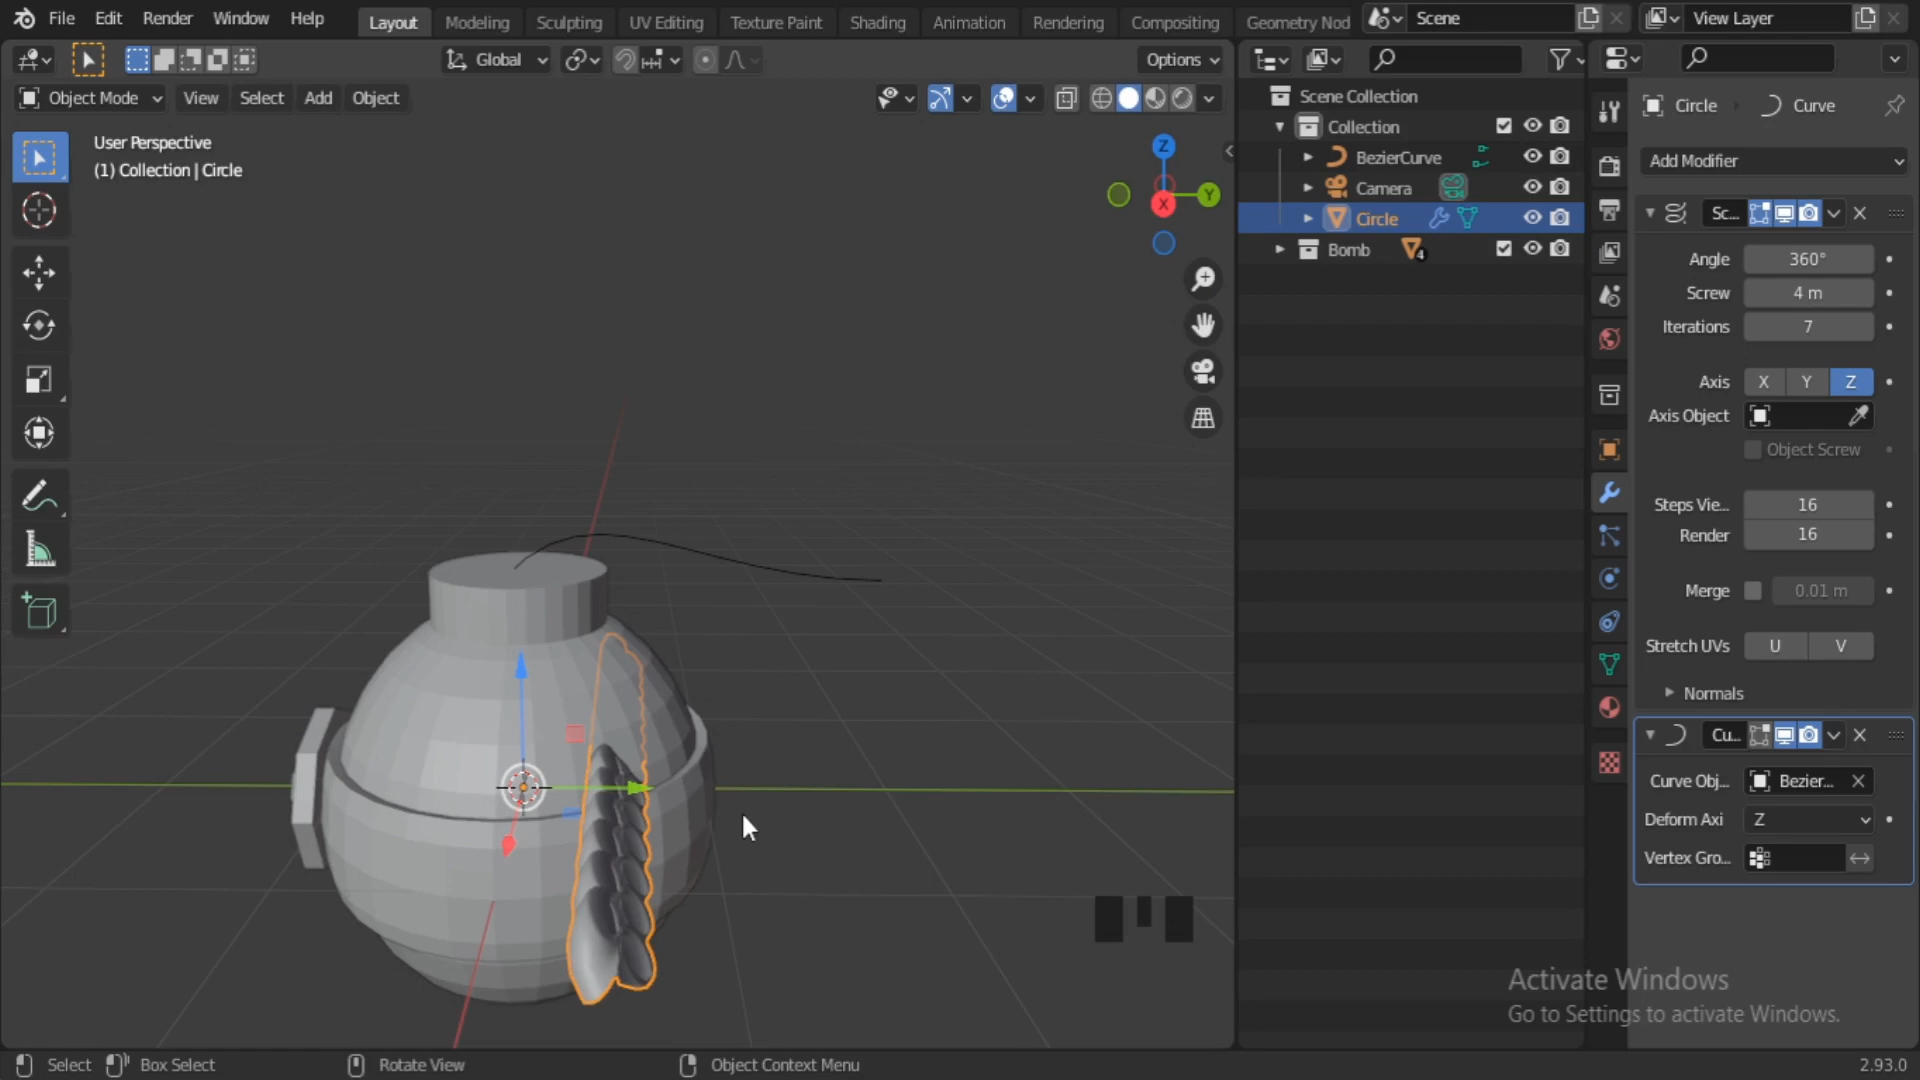 File Edit Render Window Help Layout Modeling Sculpting UV Editing Texture Paint Shading Animation Rendering Compositing Geometry Nod Scene View Layer
Global Options
Object Mode View Select Add Object
User Perspective
(1) Collection | Circle
Z
Y
X
Scene Collection
Collection
BezierCurve
Camera
Circle
Bomb
4
Circle Curve
Add Modifier
Sc...
Angle 360°
Screw 4 m
Iterations 7
Axis X Y Z
Axis Object
Object Screw
Steps Vie... 16
Render 16
Merge 0.01 m
Stretch UVs U V
Normals
Cu...
Curve Obj... Bezier...
Deform Axi Z
Vertex Gro...
Activate Windows
Go to Settings to activate Windows.
Select Box Select Rotate View Object Context Menu 2.93.0